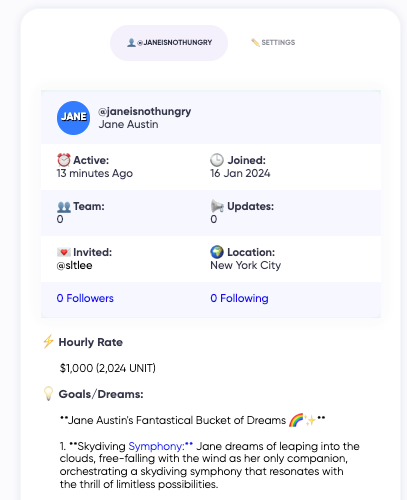 👤 @JANEISNOTHUNGRY ✏️ SETTINGS
JANE
@janeisnothungry
Jane Austin
⏰ Active: 🕒 Joined:
13 minutes Ago 16 Jan 2024
👥 Team: 📢 Updates:
0 0
💌 Invited: 🌍 Location:
@sltlee New York City
0 Followers 0 Following
⚡ Hourly Rate
$1,000 (2,024 UNIT)
💡 Goals/Dreams:
**Jane Austin's Fantastical Bucket of Dreams 🌈✨**
1. **Skydiving Symphony:** Jane dreams of leaping into the
clouds, free-falling with the wind as her only companion,
orchestrating a skydiving symphony that resonates with
the thrill of limitless possibilities.